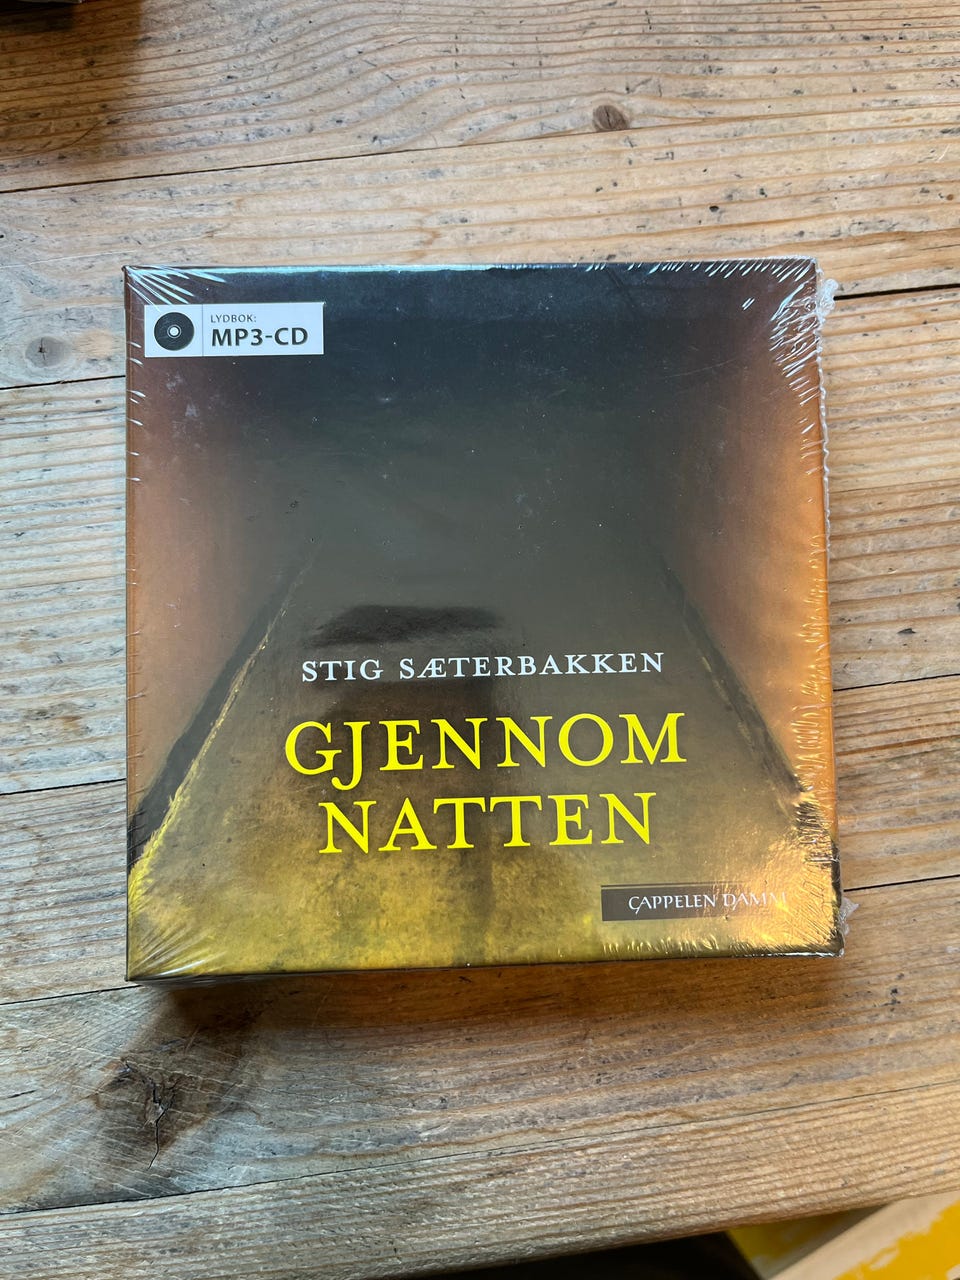 LYDBOK:
MP3-CD
STIG SÆTERBAKKEN
GJENNOM
NATTEN
CAPPELEN DAMM